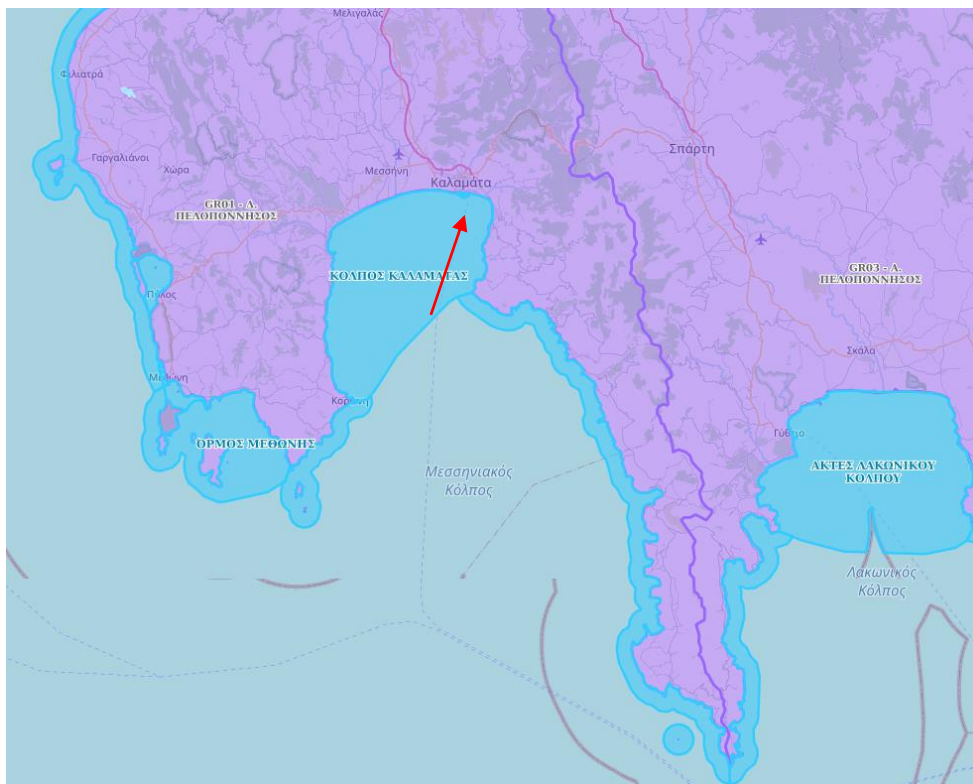 Μελιγαλάς
Φιλιατρά
Σπάρτη
Γαργαλιάνοι
Χώρα
Μεσσήνη
Καλαμάτα
GR01 - Δ.
ΠΕΛΟΠΟΝΝΗΣΟΣ
ΚΟΛΠΟΣ ΚΑΛΑΜΑΤΑΣ
GR03 - Α.
ΠΕΛΟΠΟΝΝΗΣΟΣ
Πύλος
Σκάλα
Μεθώνη
Κορώνη
ΟΡΜΟΣ ΜΕΘΩΝΗΣ
Γύθειο
ΑΚΤΕΣ ΛΑΚΩΝΙΚΟΥ
ΚΟΛΠΟΥ
Μεσσηνιακός
Κόλπος
Λακωνικός
Κόλπος